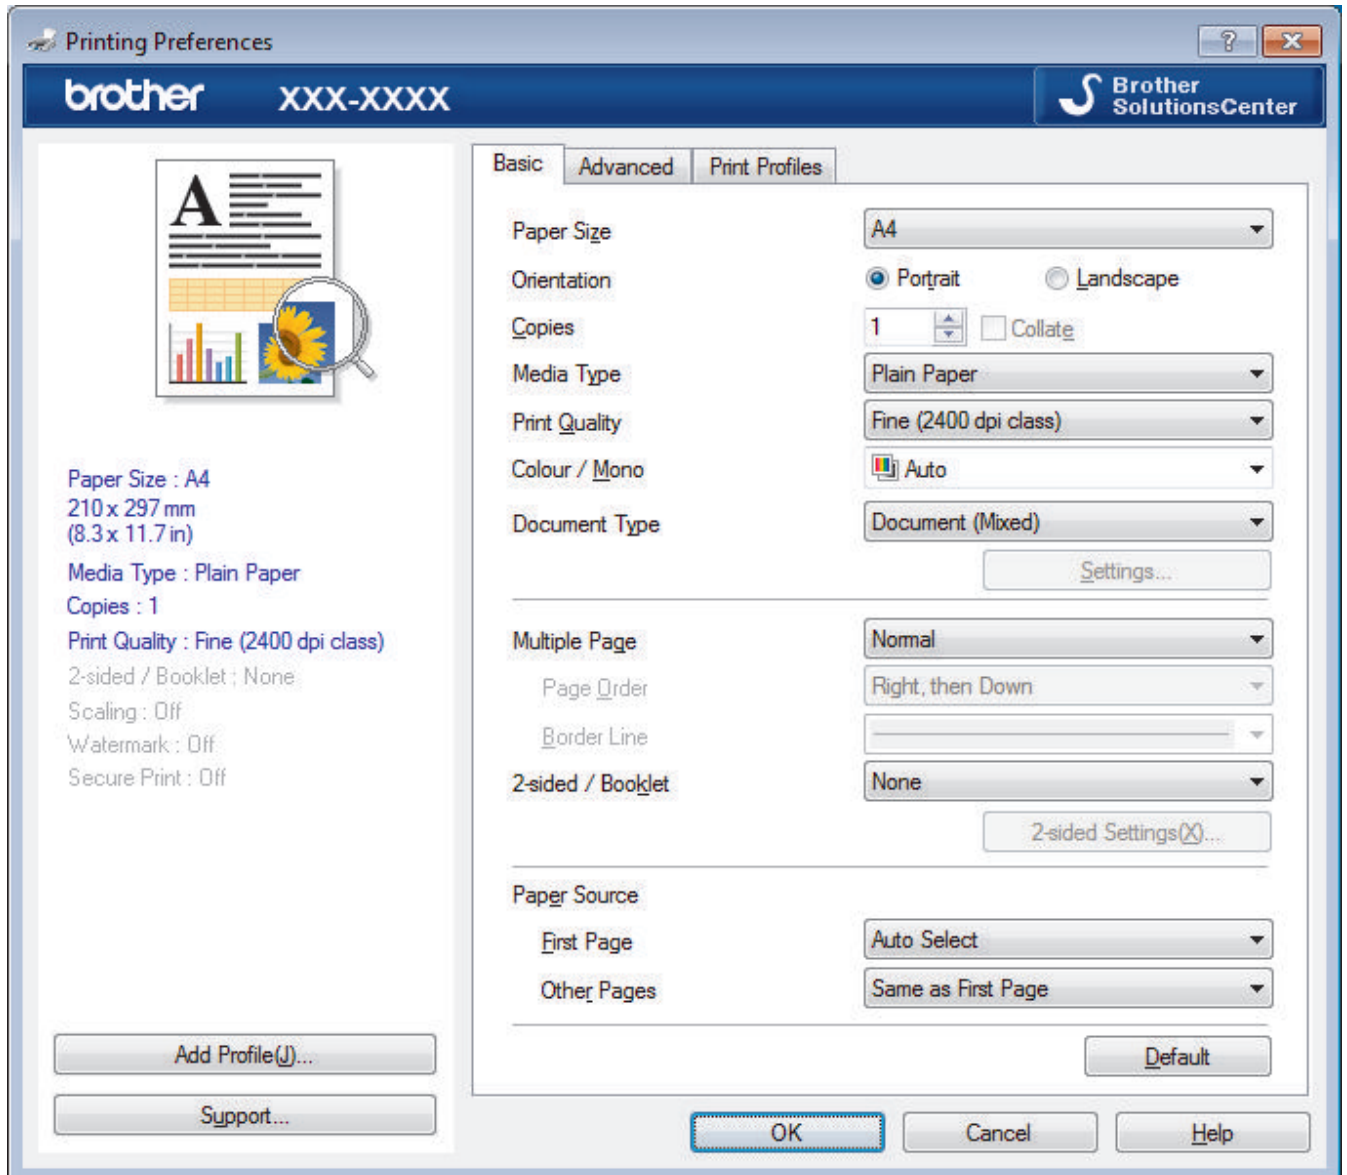 Printing Preferences
brother XXX-XXXX Brother SolutionsCenter
Basic Advanced Print Profiles
A
Paper Size : A4
210 x 297 mm
(8.3 x 11.7 in)
Media Type : Plain Paper
Copies : 1
Print Quality : Fine (2400 dpi class)
2-sided / Booklet : None
Scaling : Off
Watermark : Off
Secure Print : Off
Add Profile(J)...
Support...
Paper Size A4
Orientation Portrait Landscape
Copies 1 Collate
Media Type Plain Paper
Print Quality Fine (2400 dpi class)
Colour / Mono Auto
Document Type Document (Mixed)
Settings...
Multiple Page Normal
Page Order Right, then Down
Border Line
2-sided / Booklet None
2-sided Settings(X)...
Paper Source
First Page Auto Select
Other Pages Same as First Page
Default
OK Cancel Help